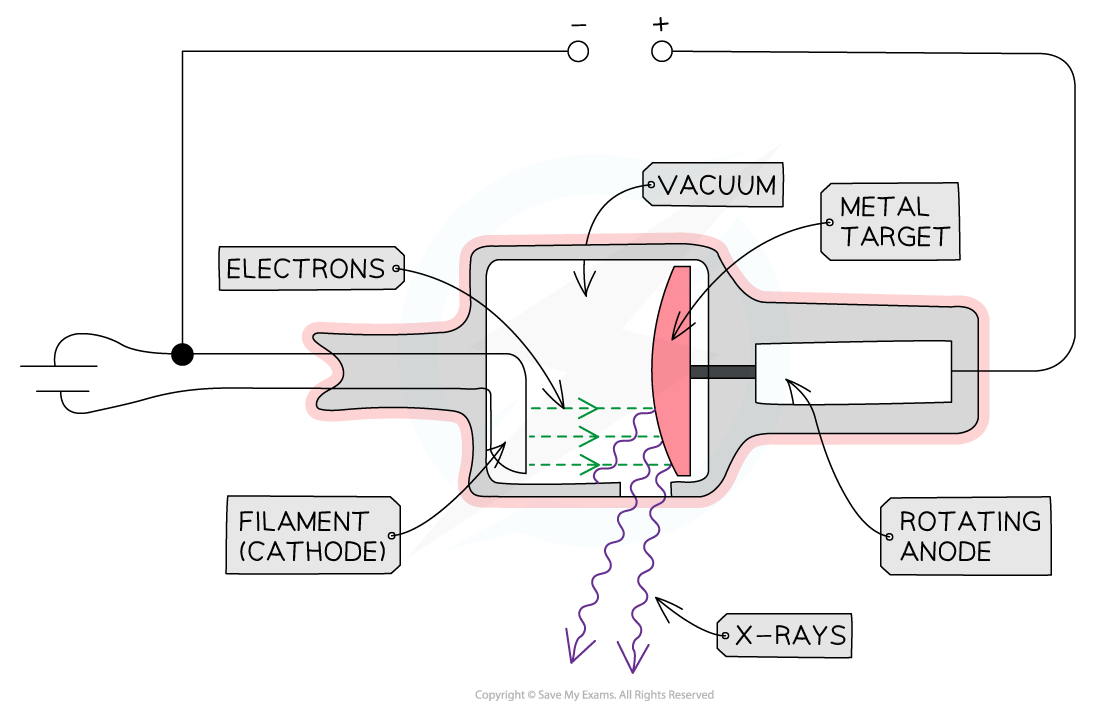 − +
VACUUM
METAL
TARGET
ELECTRONS
FILAMENT
(CATHODE)
ROTATING
ANODE
X-RAYS
Copyright © Save My Exams. All Rights Reserved